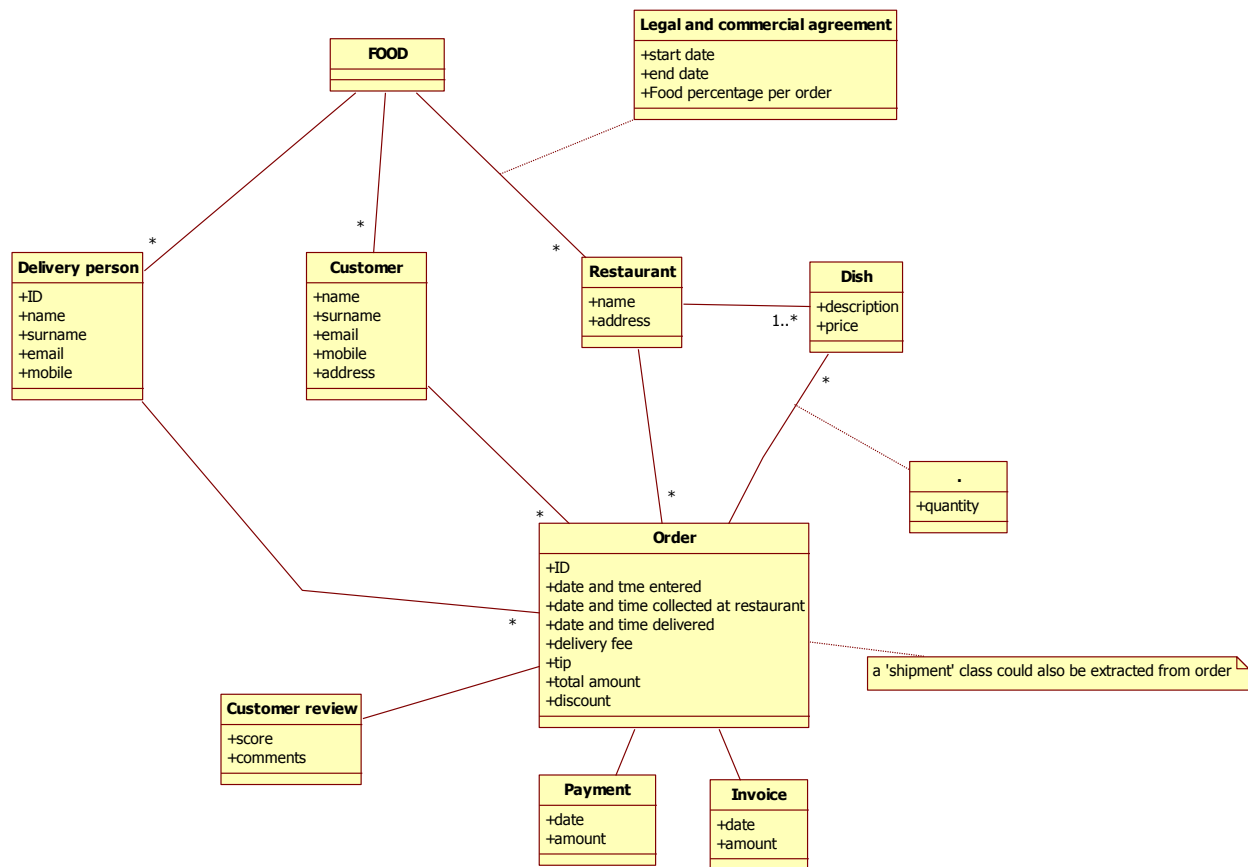 Legal and commercial agreement
+start date
+end date
+Food percentage per order
FOOD
*
*
*
Delivery person
+ID
+name
+surname
+email
+mobile
Customer
+name
+surname
+email
+mobile
+address
Restaurant
+name
+address
1..*
Dish
+description
+price
*
.
+quantity
*
*
*
Order
+ID
+date and tme entered
+date and time collected at restaurant
+date and time delivered
+delivery fee
+tip
+total amount
+discount
a 'shipment' class could also be extracted from order
Customer review
+score
+comments
Payment
+date
+amount
Invoice
+date
+amount